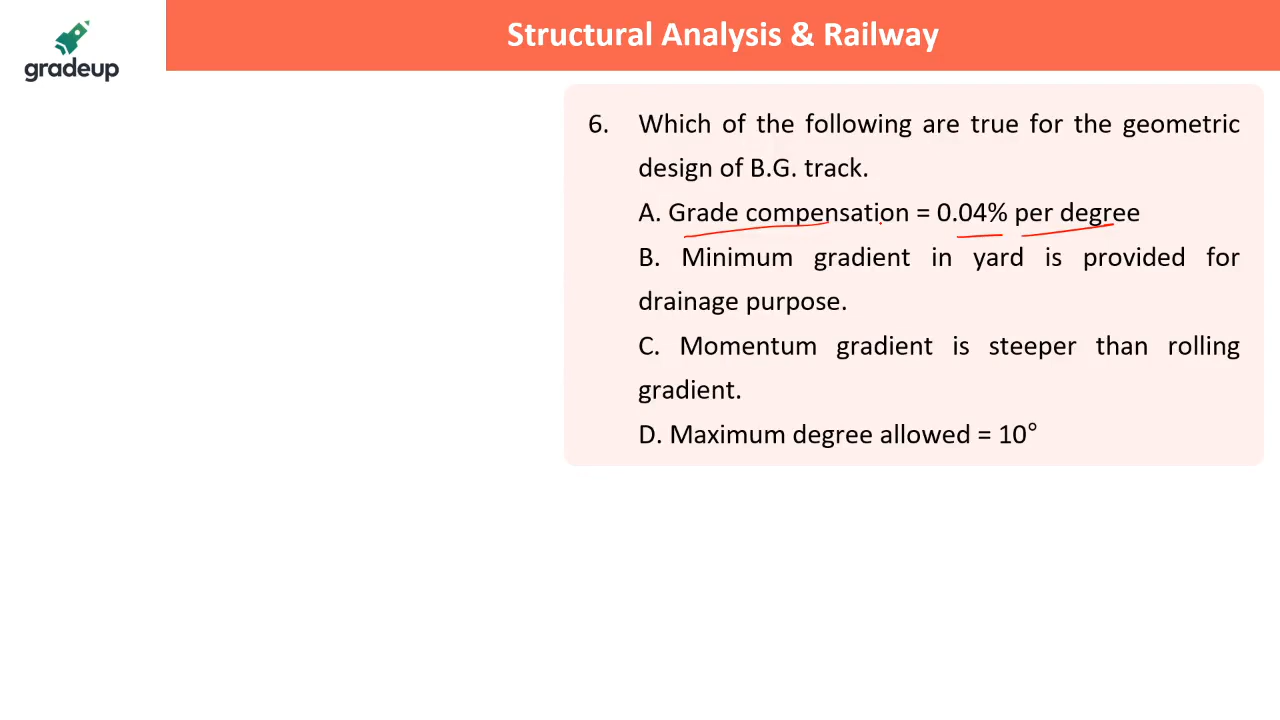 Structural Analysis & Railway
gradeup
6. Which of the following are true for the geometric
design of B.G. track.
A. Grade compensation = 0.04% per degree
B. Minimum gradient in yard is provided for
drainage purpose.
C. Momentum gradient is steeper than rolling
gradient.
D. Maximum degree allowed = 10°